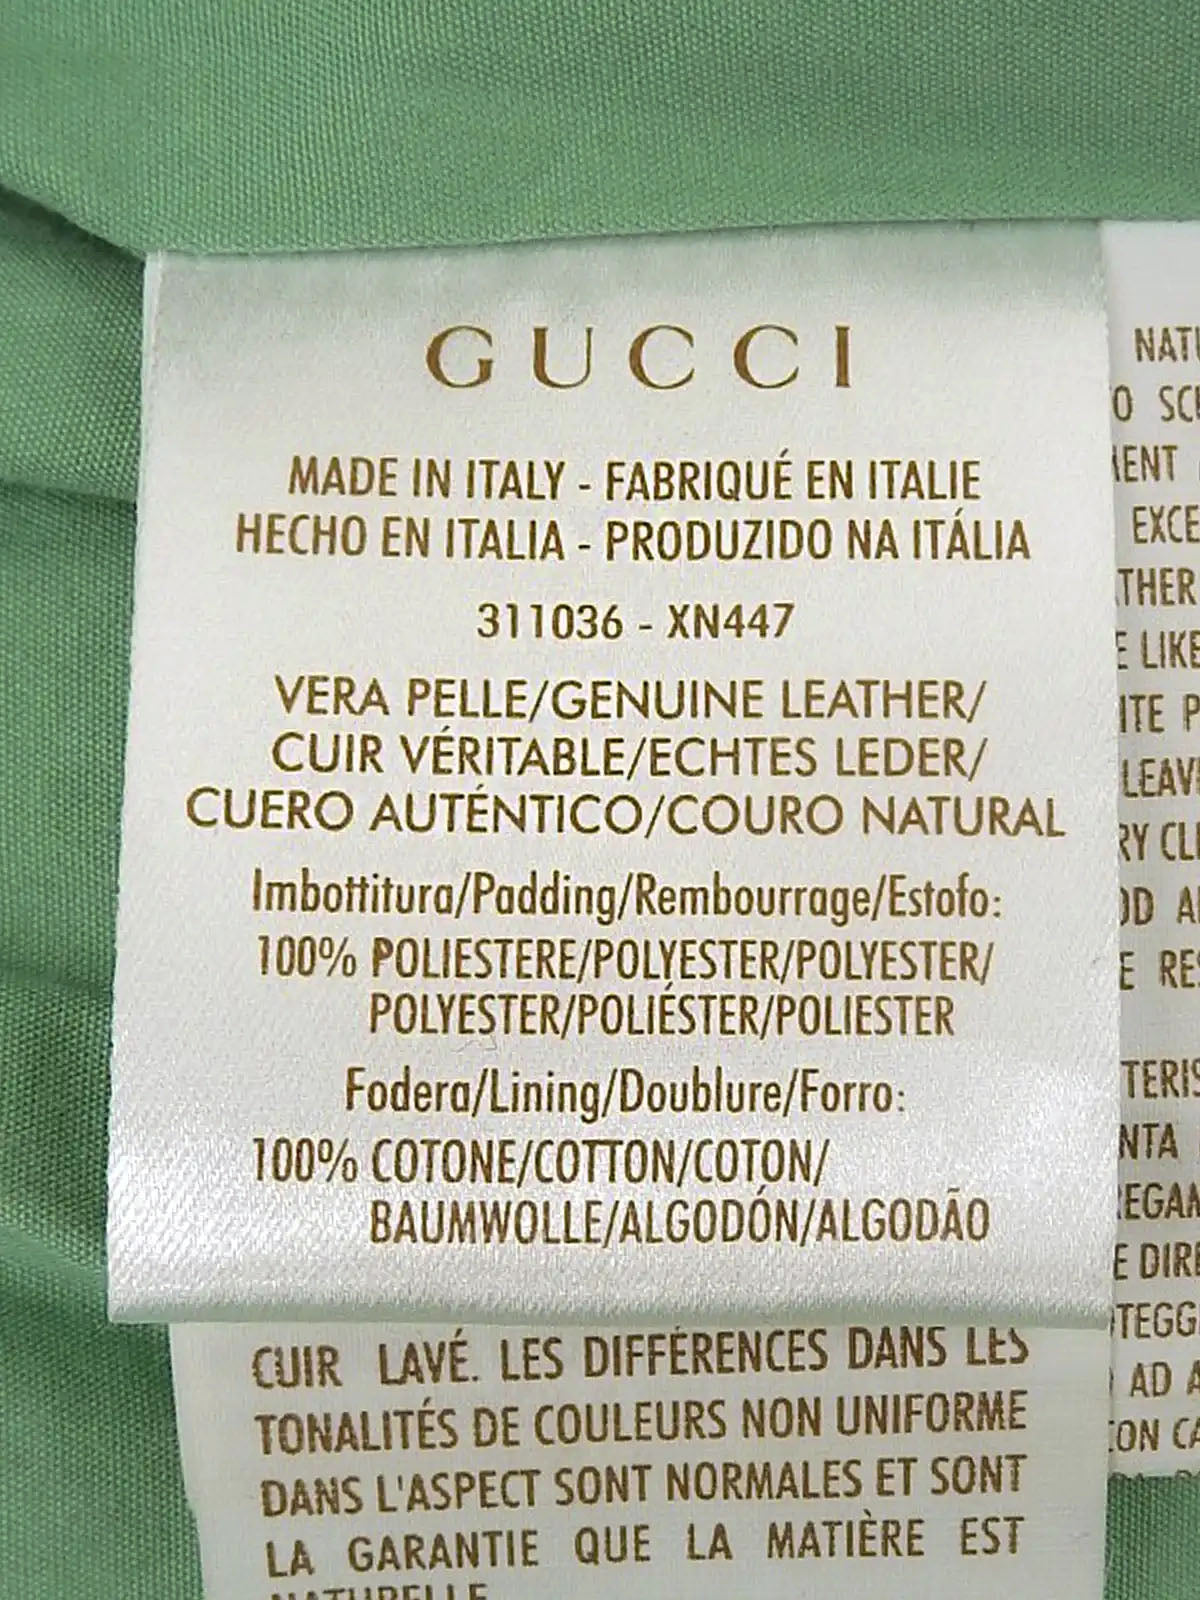 GUCCI
MADE IN ITALY - FABRIQUÉ EN ITALIE
HECHO EN ITALIA - PRODUZIDO NA ITÁLIA
311036 - XN447
VERA PELLE/GENUINE LEATHER/
CUIR VÉRITABLE/ECHTES LEDER/
CUERO AUTÉNTICO/COURO NATURAL
Imbottitura/Padding/Rembourrage/Estofo:
100% POLIESTERE/POLYESTER/POLYESTER/
POLYESTER/POLIÉSTER/POLIESTER
Fodera/Lining/Doublure/Forro:
100% COTONE/COTTON/COTON/
BAUMWOLLE/ALGODÓN/ALGODÃO
CUIR LAVÉ. LES DIFFÉRENCES DANS LES
TONALITÉS DE COULEURS NON UNIFORME
DANS L'ASPECT SONT NORMALES ET SONT
LA GARANTIE QUE LA MATIÈRE EST
LIKE
AD